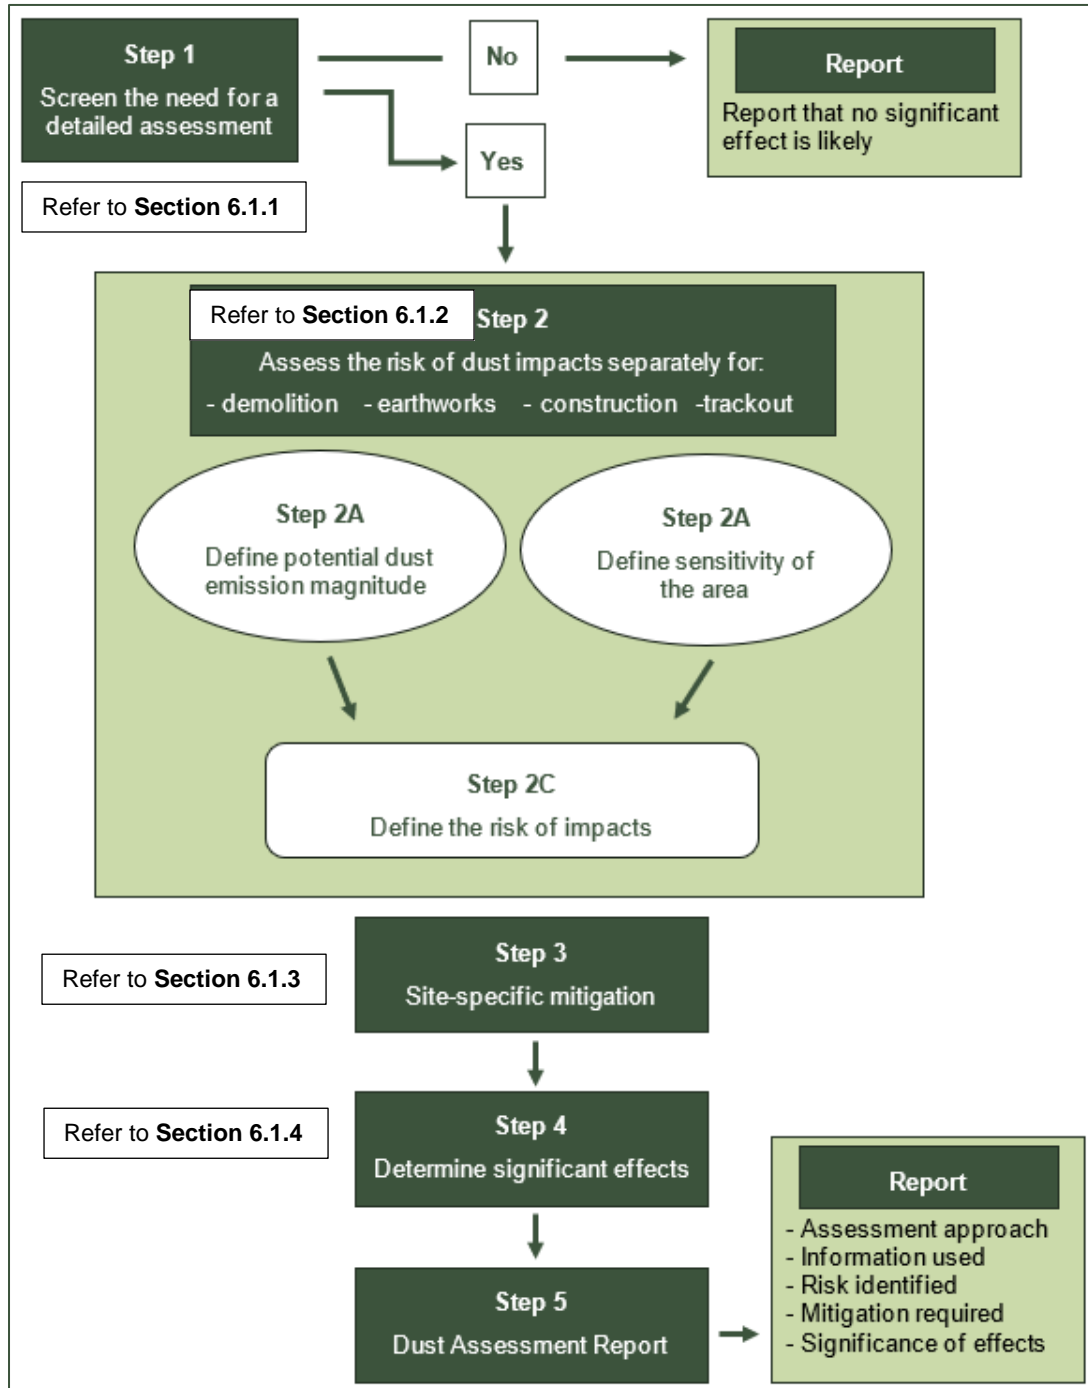 Step 1
Screen the need for a
detailed assessment
No
Report
Report that no significant
effect is likely
Yes
Refer to Section 6.1.1
Refer to Section 6.1.2
Step 2
Assess the risk of dust impacts separately for:
- demolition - earthworks - construction -trackout
Step 2A
Define potential dust
emission magnitude
Step 2A
Define sensitivity of
the area
Step 2C
Define the risk of impacts
Step 3
Site-specific mitigation
Refer to Section 6.1.3
Step 4
Determine significant effects
Refer to Section 6.1.4
Step 5
Dust Assessment Report
Report
- Assessment approach
- Information used
- Risk identified
- Mitigation required
- Significance of effects